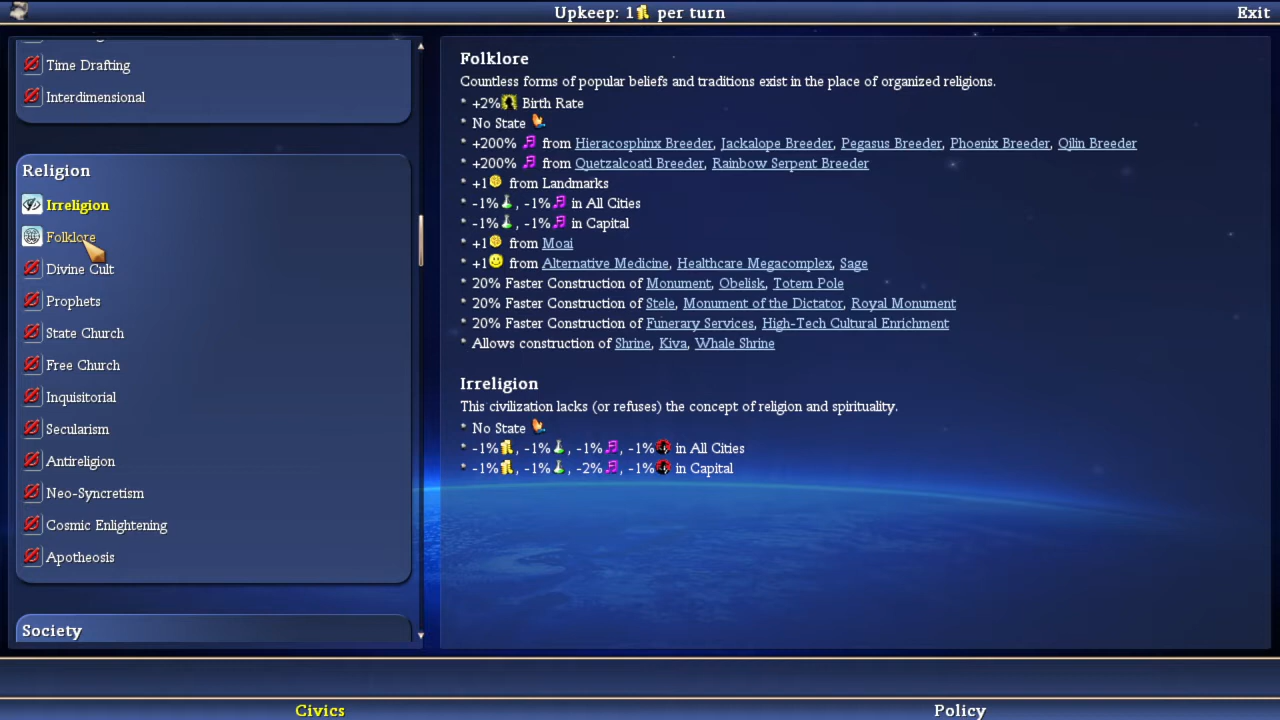 Upkeep: 1 per turn
Exit
Time Drafting
Interdimensional
Religion
Irreligion
Folklore
Divine Cult
Prophets
State Church
Free Church
Inquisitorial
Secularism
Antireligion
Neo-Syncretism
Cosmic Enlightening
Apotheosis
Society
Folklore
Countless forms of popular beliefs and traditions exist in the place of organized religions.
+2% Birth Rate
No State
+200% from Hieracosphinx Breeder, Jackalope Breeder, Pegasus Breeder, Phoenix Breeder, Qilin Breeder
+200% from Quetzalcoatl Breeder, Rainbow Serpent Breeder
+1 from Landmarks
-1%, -1% in All Cities
-1%, -1% in Capital
+1 from Moai
+1 from Alternative Medicine, Healthcare Megacomplex, Sage
20% Faster Construction of Monument, Obelisk, Totem Pole
20% Faster Construction of Stele, Monument of the Dictator, Royal Monument
20% Faster Construction of Funerary Services, High-Tech Cultural Enrichment
Allows construction of Shrine, Kiva, Whale Shrine
Irreligion
This civilization lacks (or refuses) the concept of religion and spirituality.
No State
-1%, -1%, -1%, -1% in All Cities
-1%, -1%, -2%, -1% in Capital
Civics
Policy